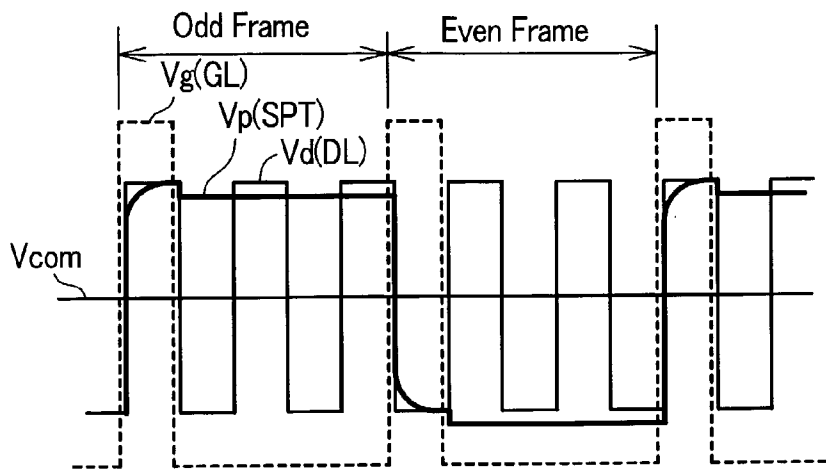 Odd Frame
Even Frame
Vg(GL)
Vp(SPT)
Vd(DL)
Vcom